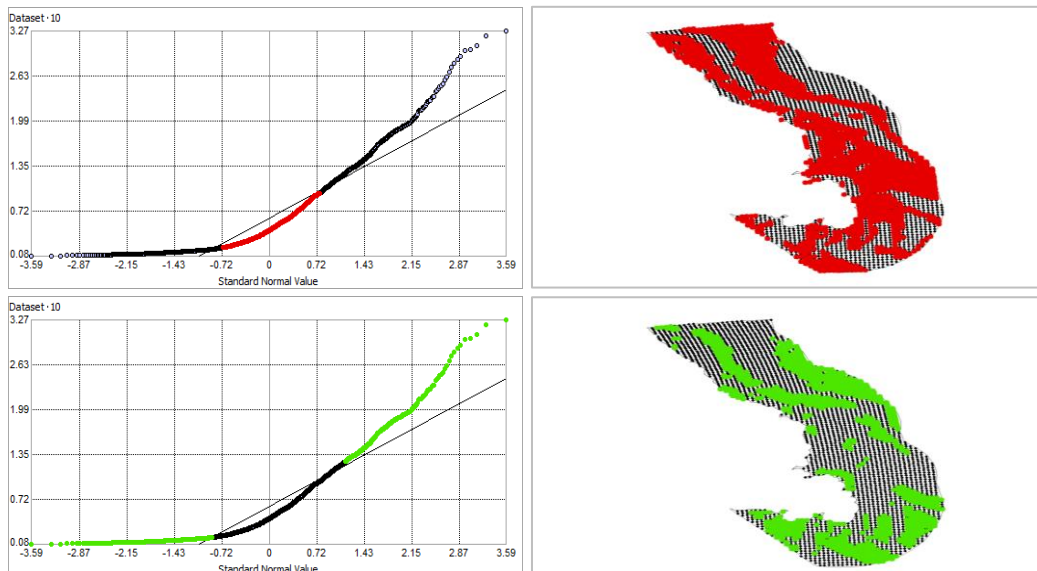 Dataset · 10
3.27
2.63
1.99
1.35
0.72
0.08
-3.59 -2.87 -2.15 -1.43 -0.72 0 0.72 1.43 2.15 2.87 3.59
Standard Normal Value
Dataset · 10
3.27
2.63
1.99
1.35
0.72
0.08
-3.59 -2.87 -2.15 -1.43 -0.72 0 0.72 1.43 2.15 2.87 3.59
Standard Normal Value